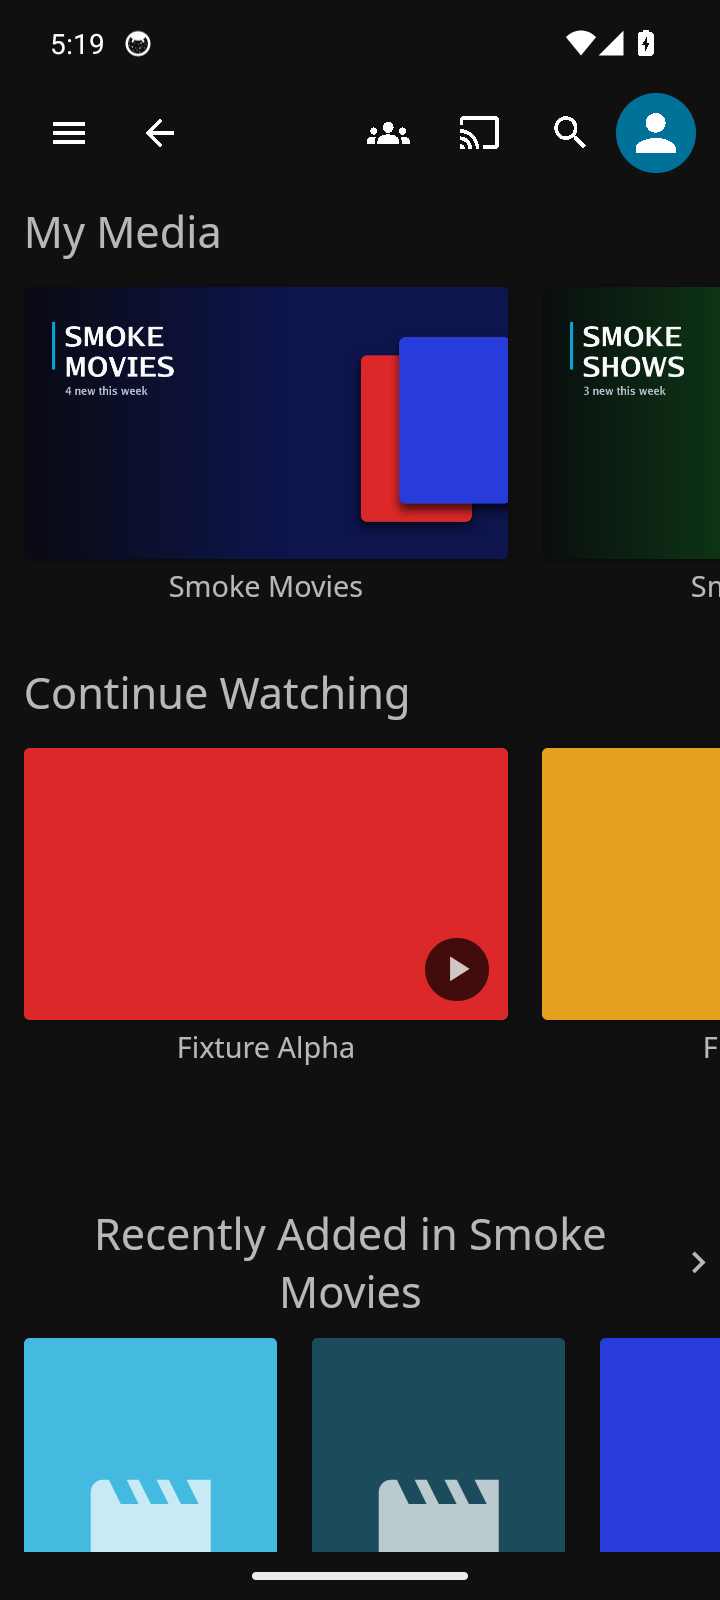 5:19
My Media
SMOKE
MOVIES
4 new this week
SMOKE
SHOWS
3 new this week
Smoke Movies
Continue Watching
Fixture Alpha
Recently Added in Smoke
Movies